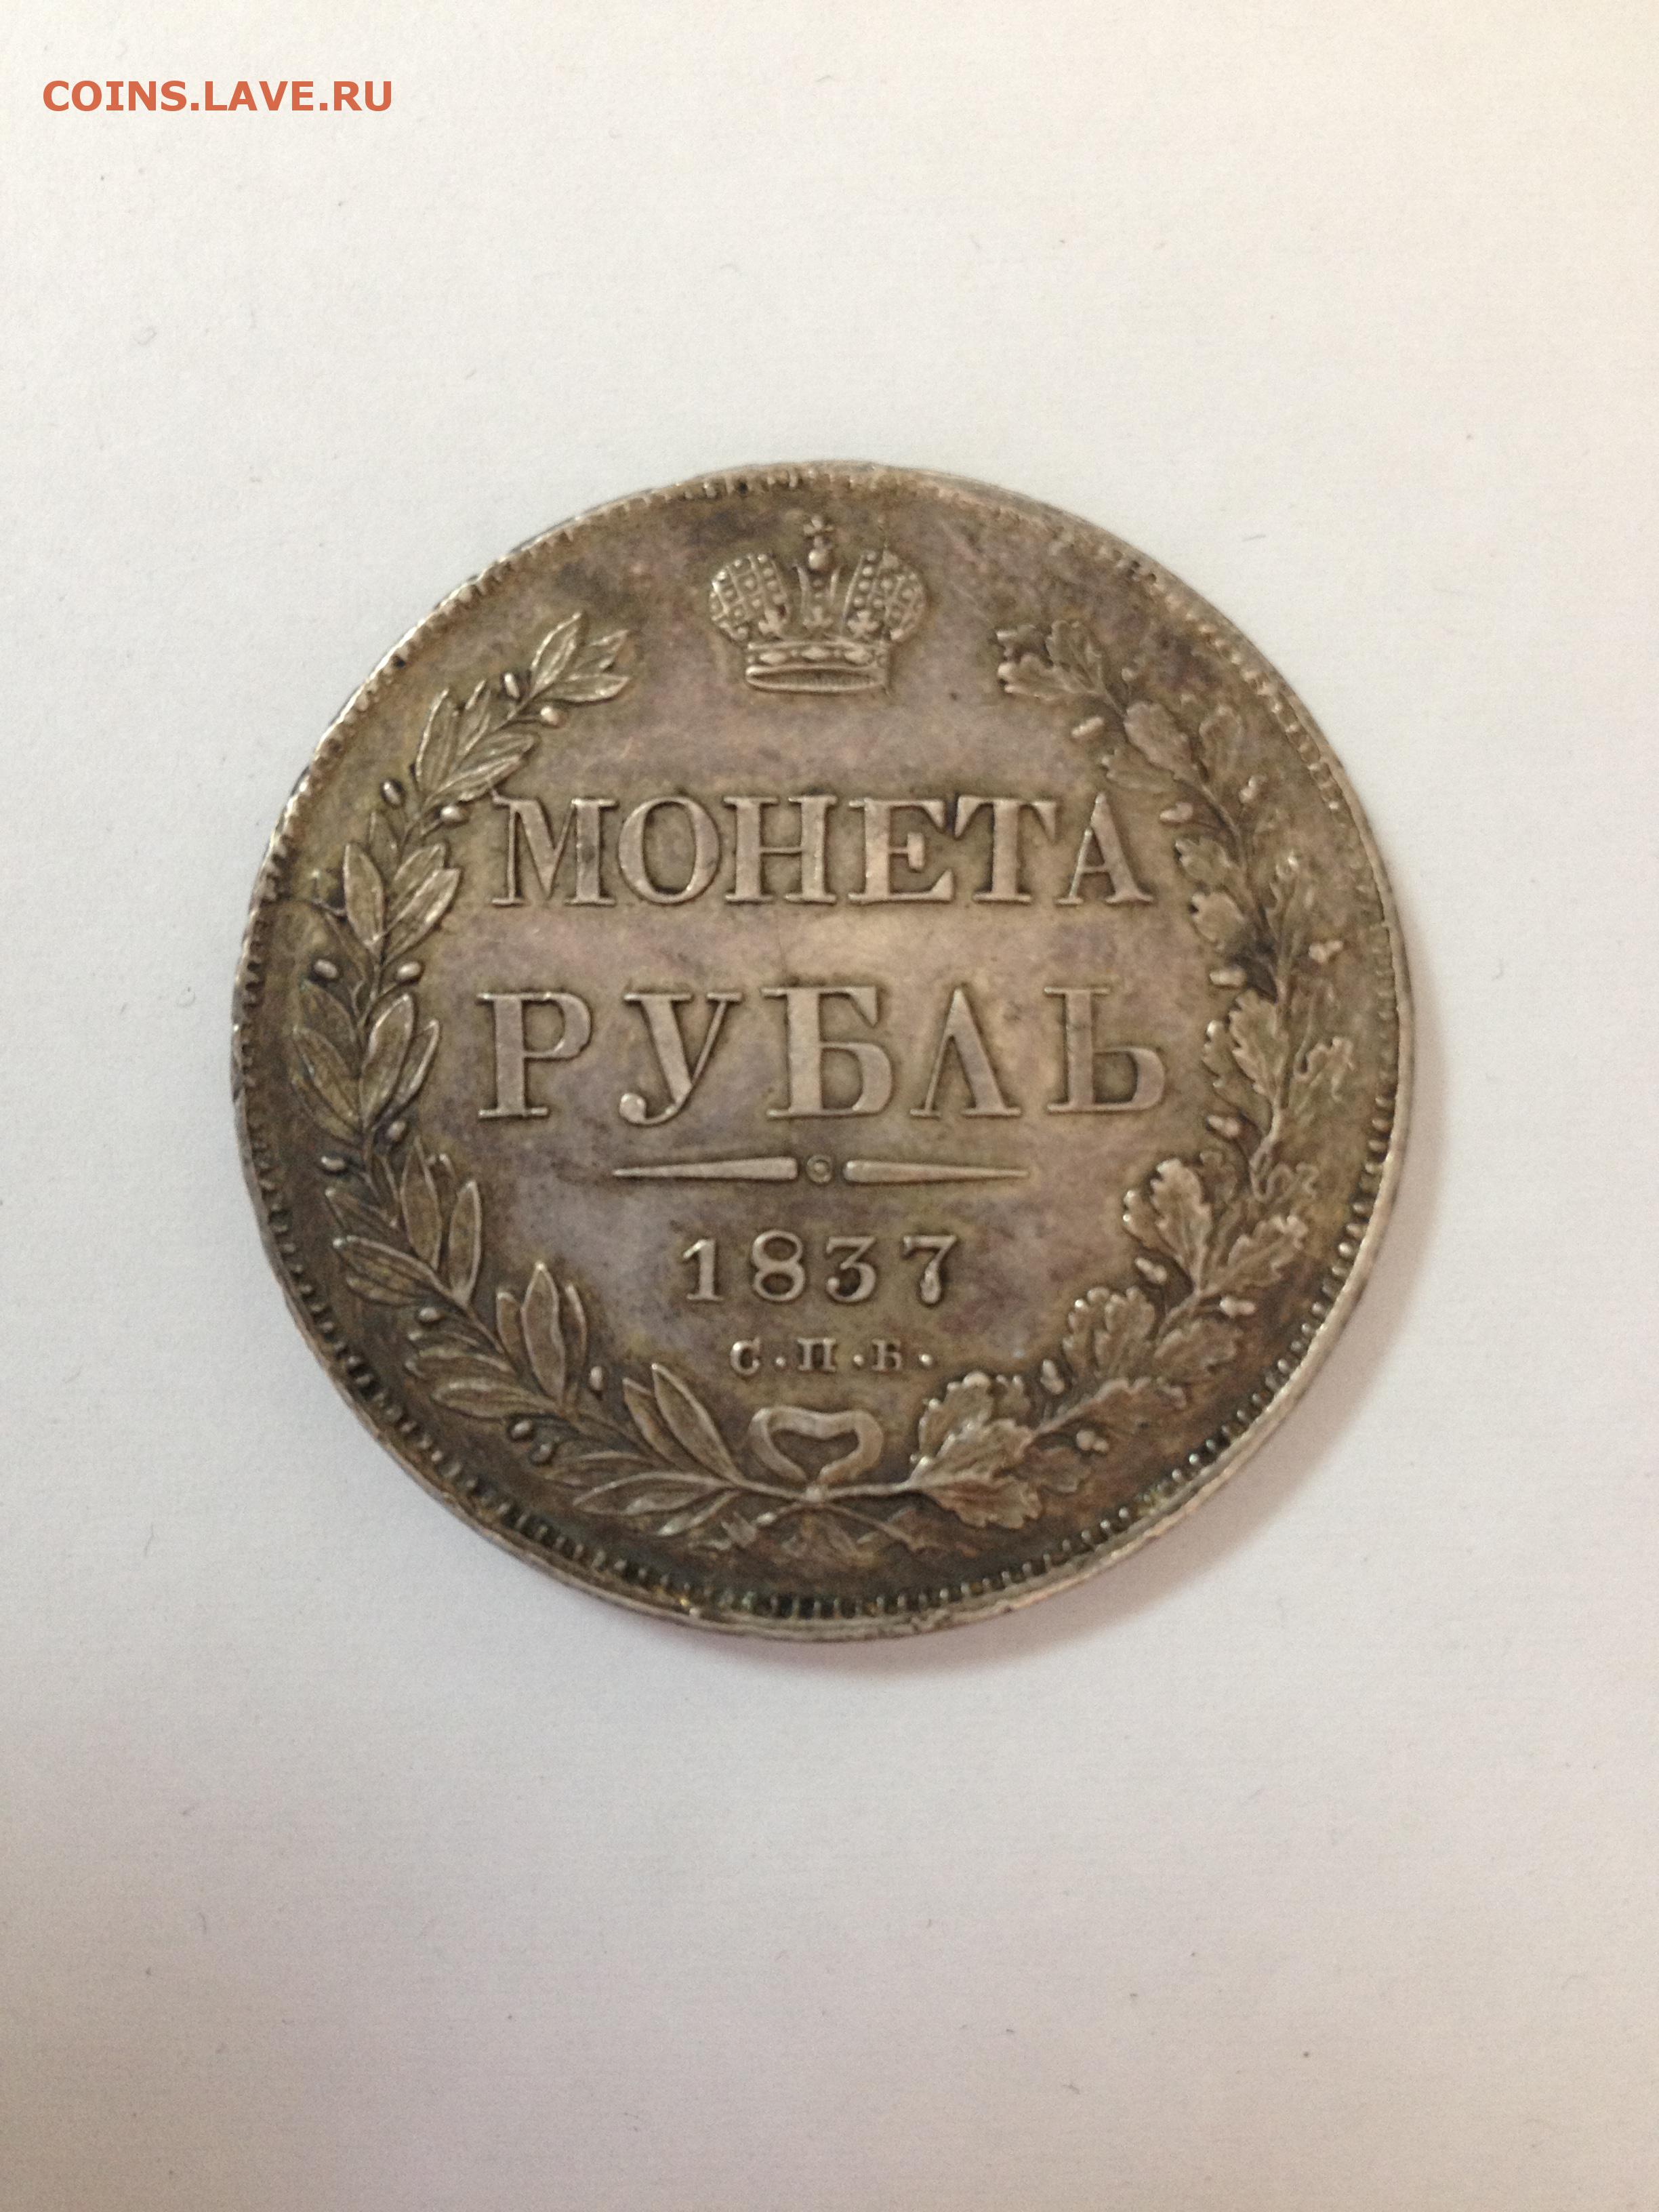 COINS.LAVE.RU
МОНЕТА
РУБЛЬ
1837
С.П.Б.